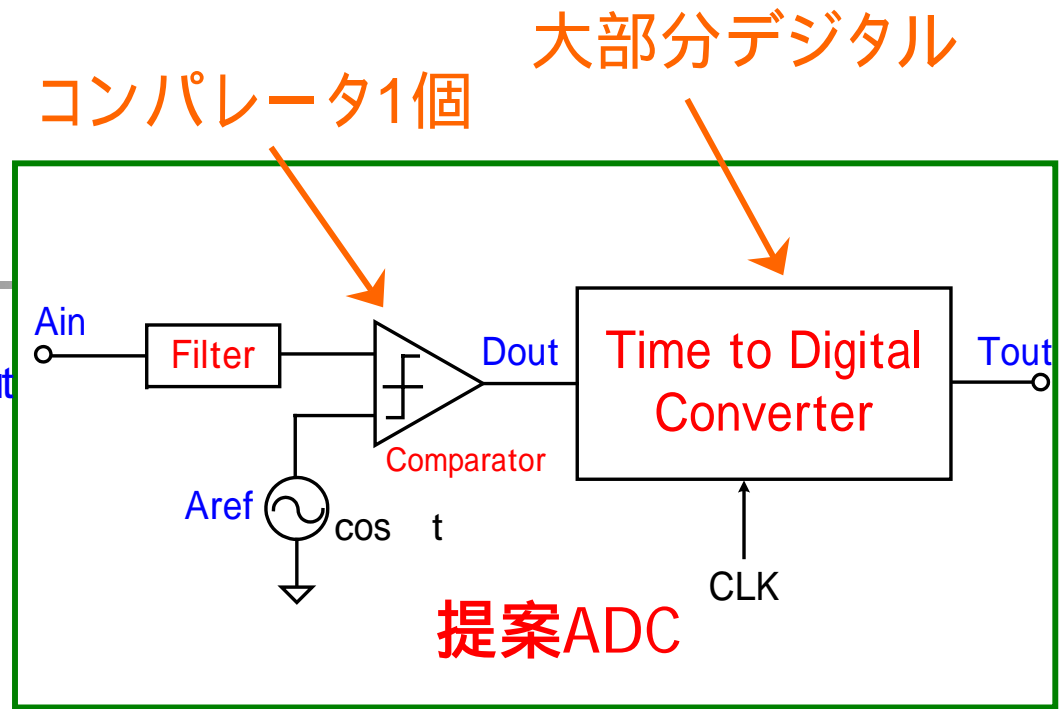 大部分デジタル
コンパレータ1個
Ain
Filter
Dout
Time to Digital
Converter
Tout
Comparator
Aref
cos t
CLK
提案ADC